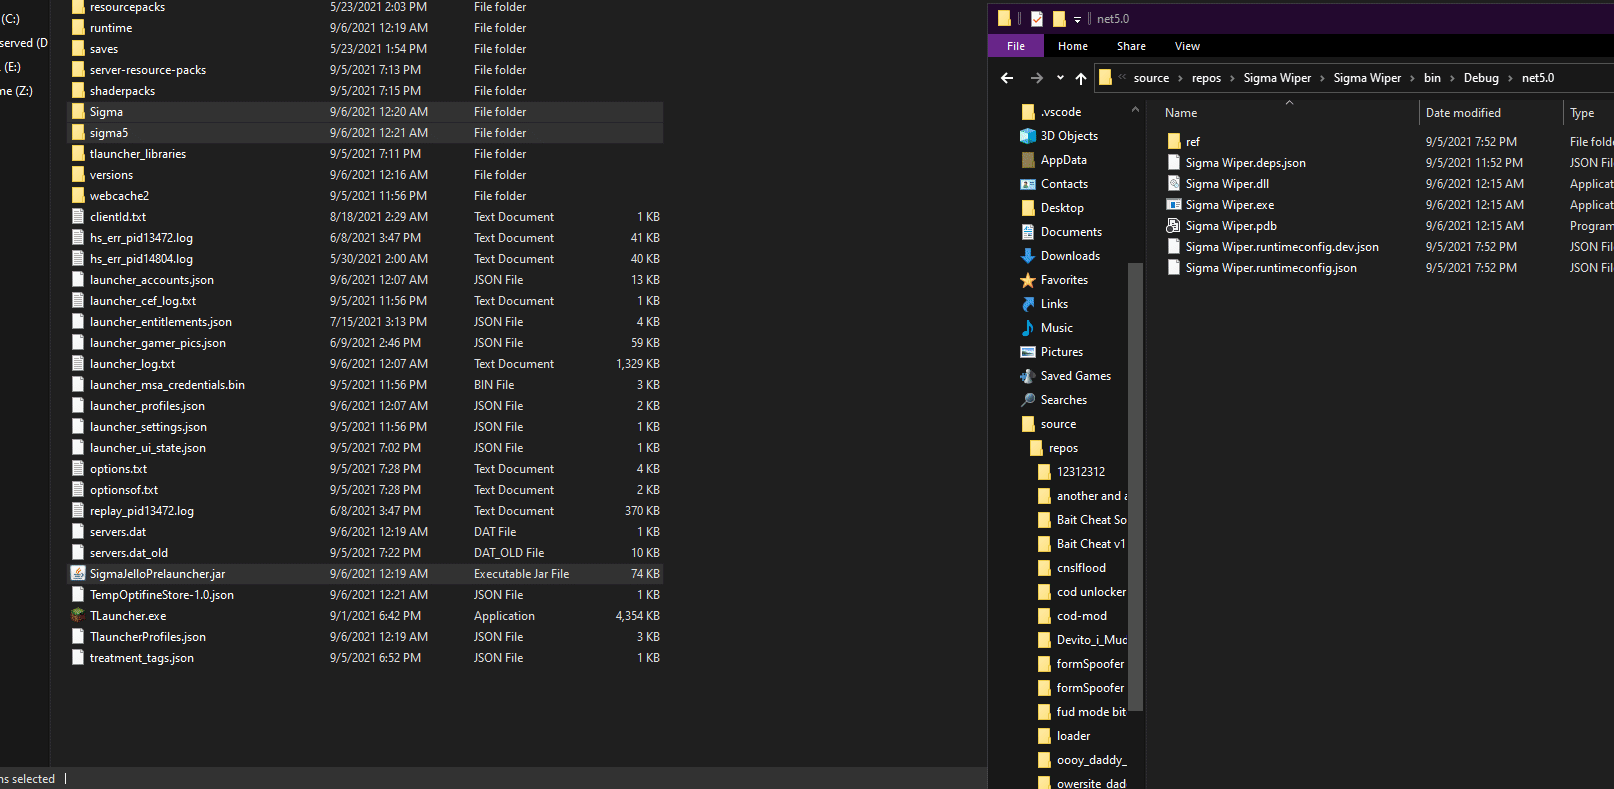 (C:)
served (D
(E:)
me (Z:)
resourcepacks 5/23/2021 2:03 PM File folder
runtime 9/6/2021 12:19 AM File folder
saves 5/23/2021 1:54 PM File folder
server-resource-packs 9/5/2021 7:13 PM File folder
shaderpacks 9/5/2021 7:15 PM File folder
Sigma 9/6/2021 12:20 AM File folder
sigma5 9/6/2021 12:21 AM File folder
tlauncher_libraries 9/5/2021 7:11 PM File folder
versions 9/6/2021 12:16 AM File folder
webcache2 9/5/2021 11:56 PM File folder
clientId.txt 8/18/2021 2:29 AM Text Document 1 KB
hs_err_pid13472.log 6/8/2021 3:47 PM Text Document 41 KB
hs_err_pid14804.log 5/30/2021 2:00 AM Text Document 40 KB
launcher_accounts.json 9/6/2021 12:07 AM JSON File 13 KB
launcher_cef_log.txt 9/5/2021 11:56 PM Text Document 1 KB
launcher_entitlements.json 7/15/2021 3:13 PM JSON File 4 KB
launcher_gamer_pics.json 6/9/2021 2:46 PM JSON File 59 KB
launcher_log.txt 9/6/2021 12:07 AM Text Document 1,329 KB
launcher_msa_credentials.bin 9/5/2021 11:56 PM BIN File 3 KB
launcher_profiles.json 9/6/2021 12:07 AM JSON File 2 KB
launcher_settings.json 9/5/2021 11:56 PM JSON File 1 KB
launcher_ui_state.json 9/5/2021 7:02 PM JSON File 1 KB
options.txt 9/5/2021 7:28 PM Text Document 4 KB
optionsof.txt 9/5/2021 7:28 PM Text Document 2 KB
replay_pid13472.log 6/8/2021 3:47 PM Text Document 370 KB
servers.dat 9/6/2021 12:19 AM DAT File 1 KB
servers.dat_old 9/5/2021 7:22 PM DAT_OLD File 10 KB
SigmaJelloPrelauncher.jar 9/6/2021 12:19 AM Executable Jar File 74 KB
TempOptifineStore-1.0.json 9/6/2021 12:21 AM JSON File 1 KB
TLauncher.exe 9/1/2021 6:42 PM Application 4,354 KB
TlauncherProfiles.json 9/6/2021 12:19 AM JSON File 3 KB
treatment_tags.json 9/5/2021 6:52 PM JSON File 1 KB
ns selected
net5.0
File Home Share View
« source › repos › Sigma Wiper › Sigma Wiper › bin › Debug › net5.0
.vscode
3D Objects
AppData
Contacts
Desktop
Documents
Downloads
Favorites
Links
Music
Pictures
Saved Games
Searches
source
repos
12312312
another and a
Bait Cheat So
Bait Cheat v1
cnslflood
cod unlocker
cod-mod
Devito_i_Muc
formSpoofer
formSpoofer
fud mode bit
loader
oooy_daddy_
owersite_dad
Name Date modified Type
ref 9/5/2021 7:52 PM File folde
Sigma Wiper.deps.json 9/5/2021 11:52 PM JSON Fil
Sigma Wiper.dll 9/6/2021 12:15 AM Applicat
Sigma Wiper.exe 9/6/2021 12:15 AM Applicat
Sigma Wiper.pdb 9/6/2021 12:15 AM Program
Sigma Wiper.runtimeconfig.dev.json 9/5/2021 7:52 PM JSON Fil
Sigma Wiper.runtimeconfig.json 9/5/2021 7:52 PM JSON Fil